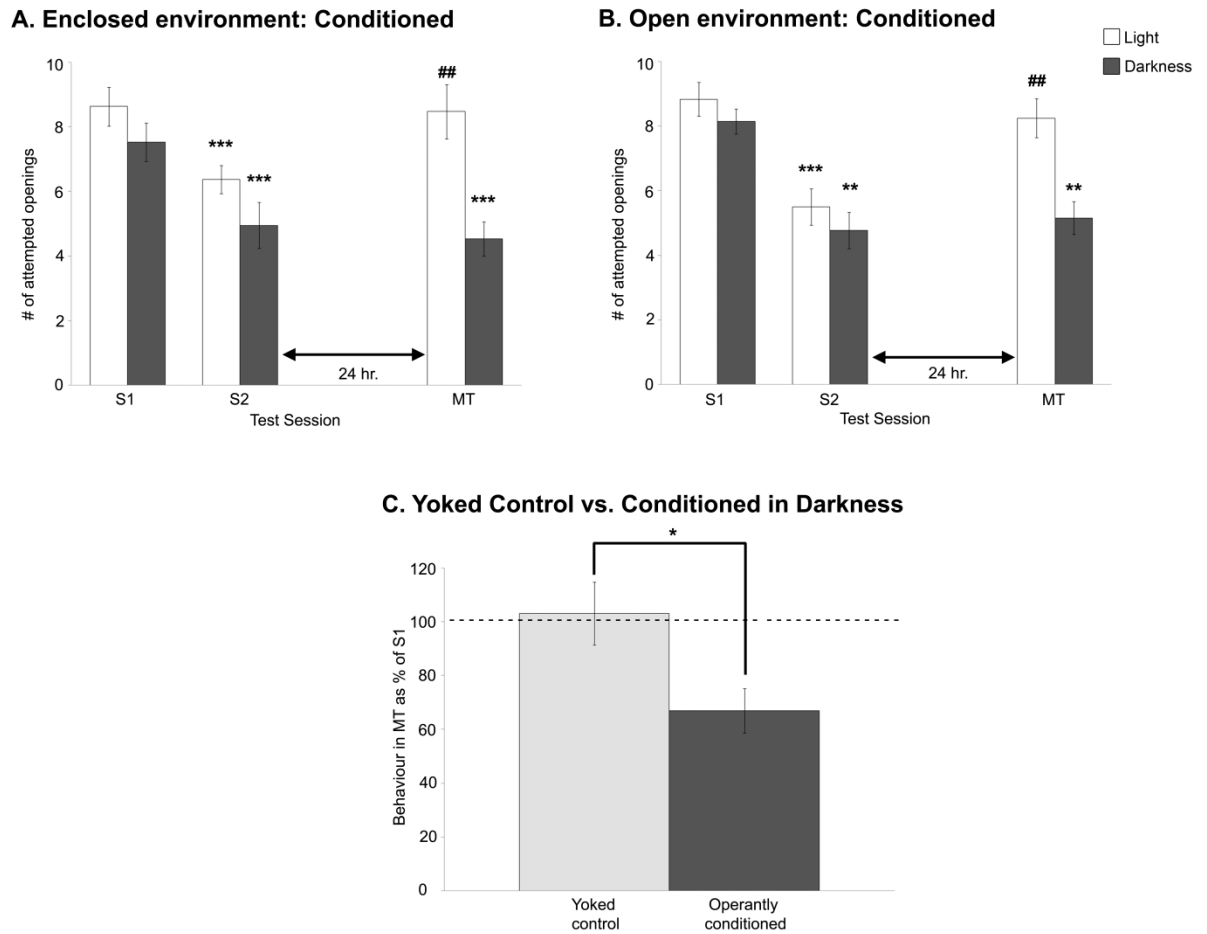 A. Enclosed environment: Conditioned
10
8
6
4
2
0
# of attempted openings
***
***
##
***
24 hr.
S1
S2
MT
Test Session
B. Open environment: Conditioned
Light
Darkness
10
8
6
4
2
0
# of attempted openings
***
**
##
**
24 hr.
S1
S2
MT
Test Session
C. Yoked Control vs. Conditioned in Darkness
*
120
100
80
60
40
20
0
Behaviour in MT as % of S1
Yoked
control
Operantly
conditioned